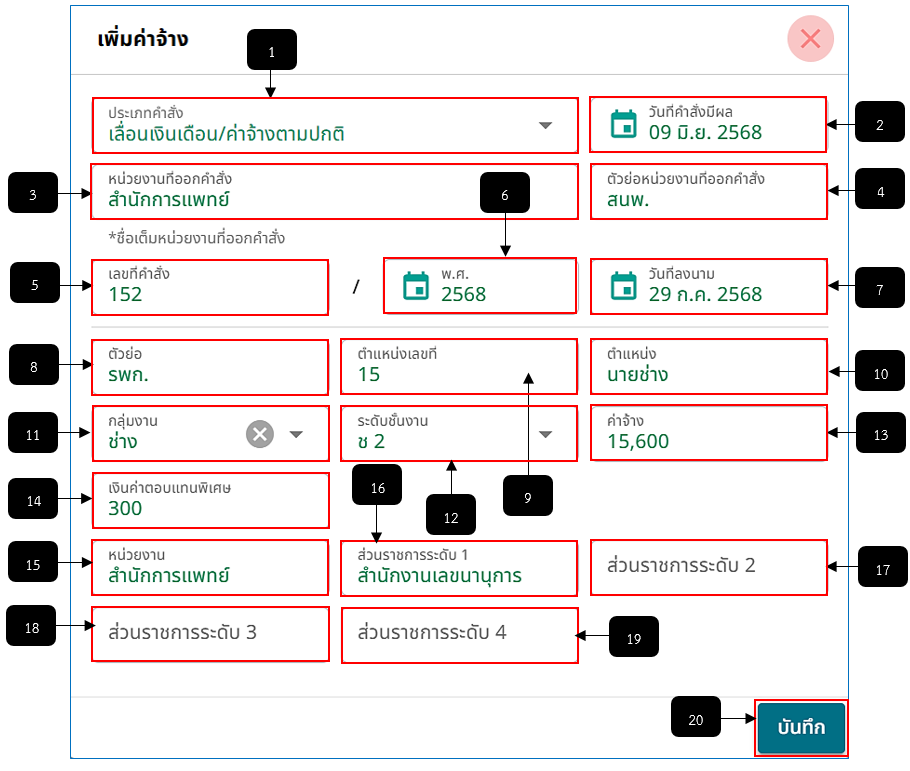 เพิ่มค่าจ้าง
1
ประเภทคำสั่ง
เลื่อนเงินเดือน/ค่าจ้างตามปกติ
วันที่คำสั่งมีผล
09 มิ.ย. 2568
2
3
หน่วยงานที่ออกคำสั่ง
สำนักการแพทย์
6
ตัวย่อหน่วยงานที่ออกคำสั่ง
สนพ.
4
*ชื่อเต็มหน่วยงานที่ออกคำสั่ง
5
เลขที่คำสั่ง
152
/
พ.ศ.
2568
วันที่ลงนาม
29 ก.ค. 2568
7
8
ตัวย่อ
รพก.
ตำแหน่งเลขที่
15
ตำแหน่ง
นายช่าง
10
11
กลุ่มงาน
ช่าง
ระดับชั้นงาน
ช 2
ค่าจ้าง
15,600
13
14
เงินค่าตอบแทนพิเศษ
300
16
12
9
15
หน่วยงาน
สำนักการแพทย์
ส่วนราชการระดับ 1
สำนักงานเลขานุการ
ส่วนราชการระดับ 2
17
18
ส่วนราชการระดับ 3
ส่วนราชการระดับ 4
19
20
บันทึก